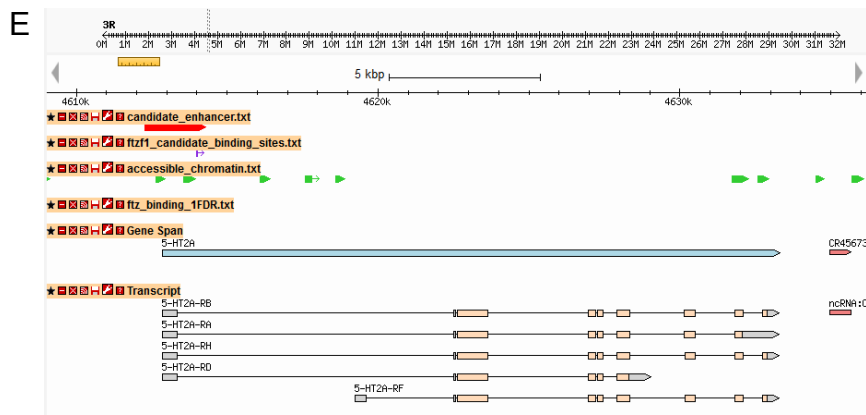 E
3R
0M 1M 2M 3M 4M 5M 6M 7M 8M 9M 10M 11M 12M 13M 14M 15M 16M 17M 18M 19M 20M 21M 22M 23M 24M 25M 26M 27M 28M 29M 30M 31M 32M
5 kbp
4610k 4620k 4630k
candidate_enhancer.txt
ftzf1_candidate_binding_sites.txt
accessible_chromatin.txt
ftz_binding_1FDR.txt
Gene Span
5-HT2A CR45673
Transcript
5-HT2A-RB ncRNA:C
5-HT2A-RA
5-HT2A-RH
5-HT2A-RD
5-HT2A-RF